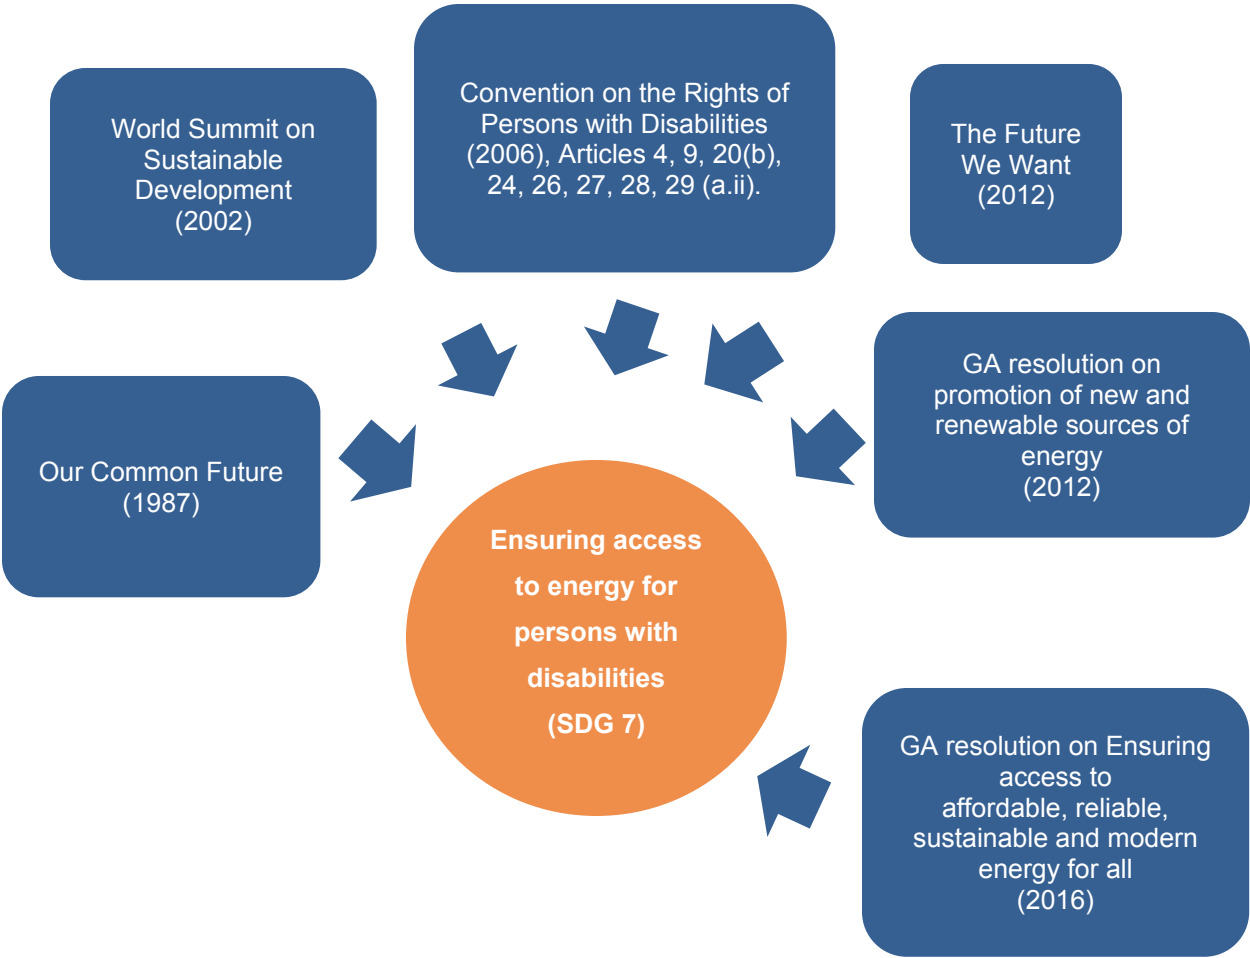 Convention on the Rights of
Persons with Disabilities
(2006), Articles 4, 9, 20(b),
24, 26, 27, 28, 29 (a.ii).
World Summit on
Sustainable
Development
(2002)
The Future
We Want
(2012)
GA resolution on
promotion of new and
renewable sources of
energy
(2012)
Our Common Future
(1987)
Ensuring access
to energy for
persons with
disabilities
(SDG 7)
GA resolution on Ensuring
access to
affordable, reliable,
sustainable and modern
energy for all
(2016)